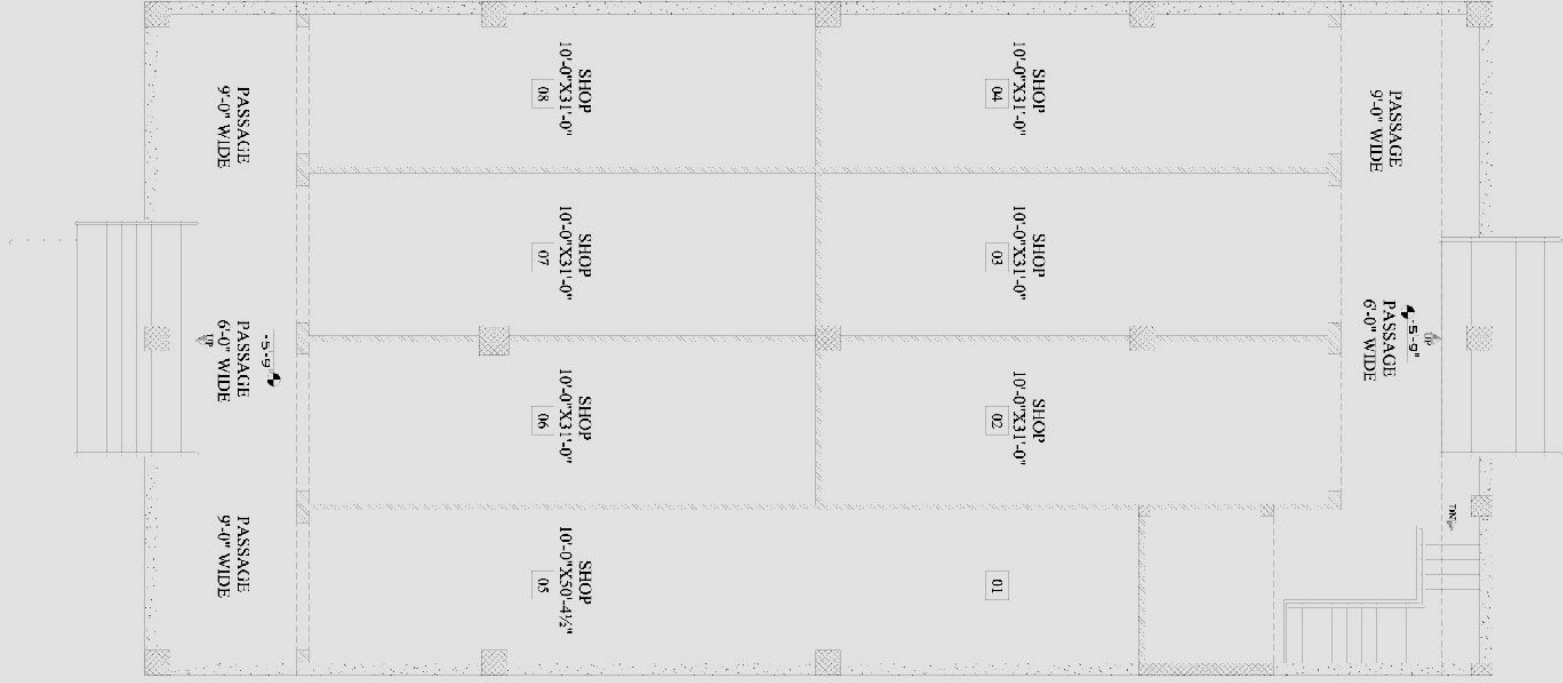 PASSAGE
9'-0" WIDE
UP
-5'-9"
PASSAGE
6'-0" WIDE
DN
SHOP
10'-0"X31'-0"
04
SHOP
10'-0"X31'-0"
03
SHOP
10'-0"X31'-0"
02
01
SHOP
10'-0"X31'-0"
08
SHOP
10'-0"X31'-0"
07
SHOP
10'-0"X31'-0"
06
SHOP
10'-0"X50'-4½"
05
-5'-9"
PASSAGE
9'-0" WIDE
PASSAGE
6'-0" WIDE
UP
PASSAGE
9'-0" WIDE